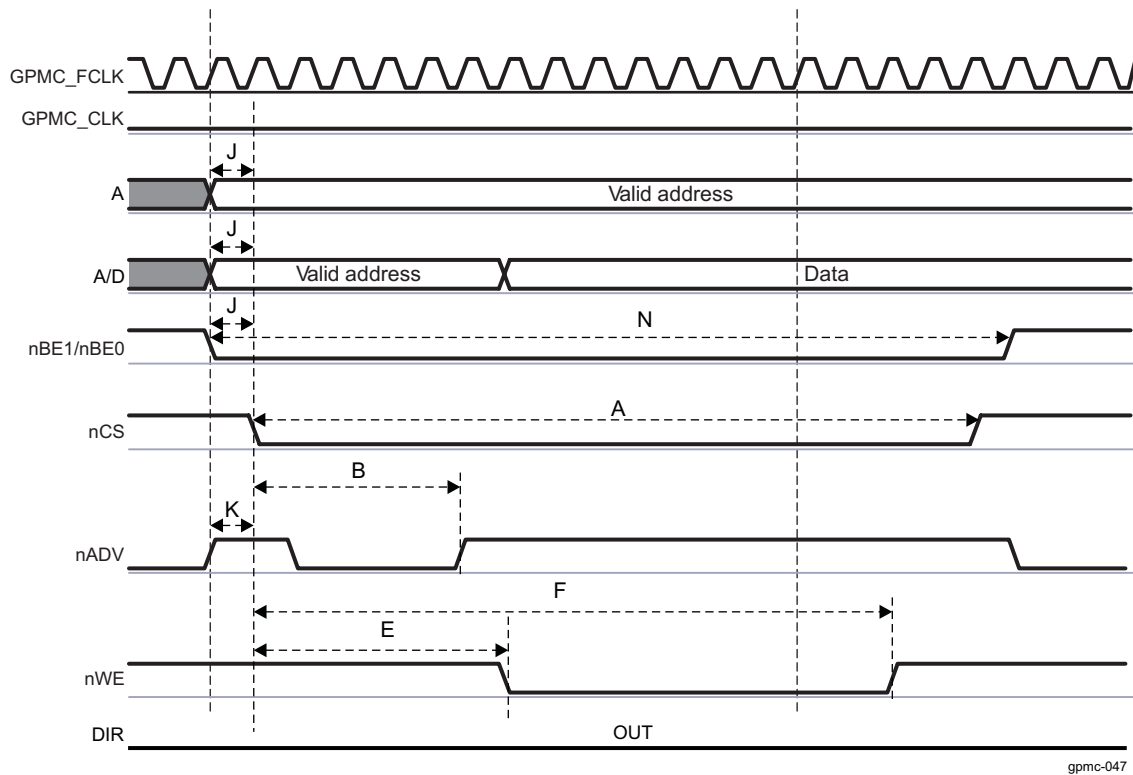 GPMC_FCLK
GPMC_CLK
J
A
Valid address
J
A/D
Valid address
Data
J
N
nBE1/nBE0
A
nCS
B
K
nADV
F
E
nWE
DIR
OUT
gpmc-047